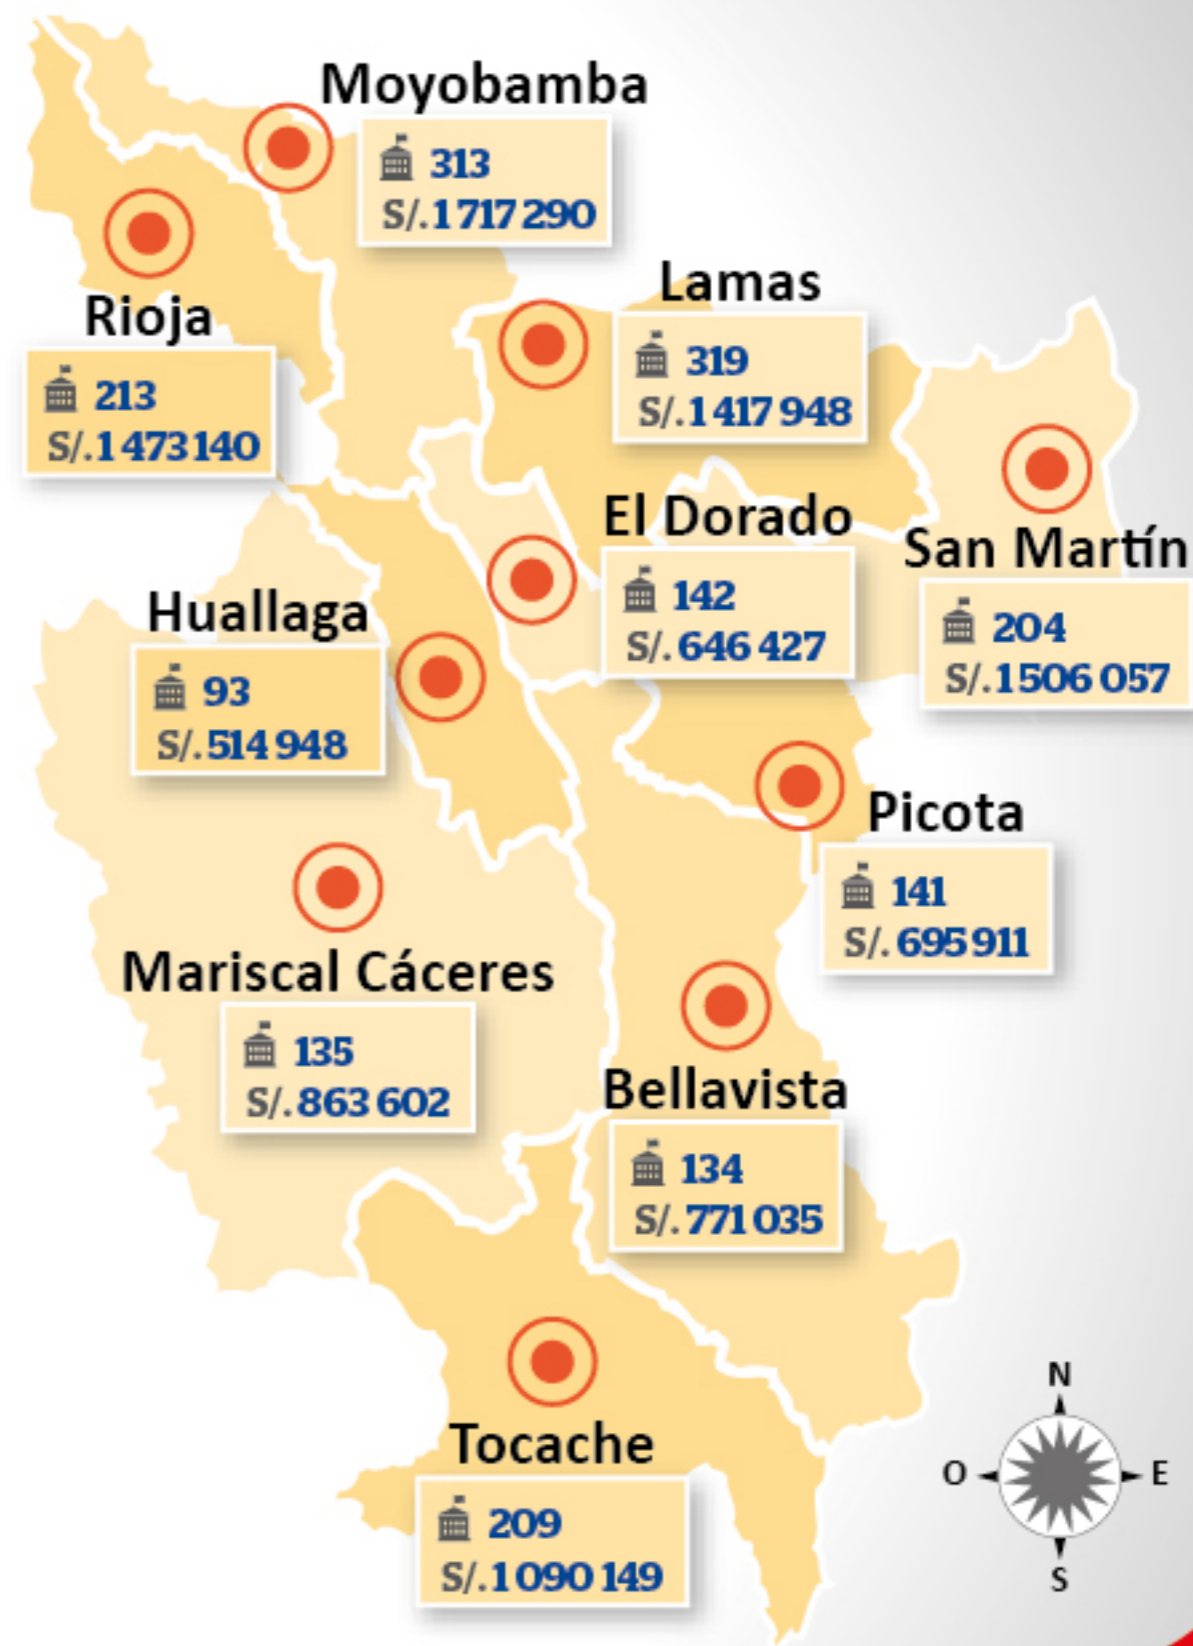 Moyobamba
313
S/.1 717 290
Rioja
213
S/.1 473 140
Lamas
319
S/.1 417 948
San Martín
204
S/.1 506 057
El Dorado
142
S/. 646 427
Huallaga
93
S/. 514 948
Picota
141
S/. 695 911
Mariscal Cáceres
135
S/. 863 602
Bellavista
134
S/. 771 035
Tocache
209
S/.1 090 149
N
O E
S